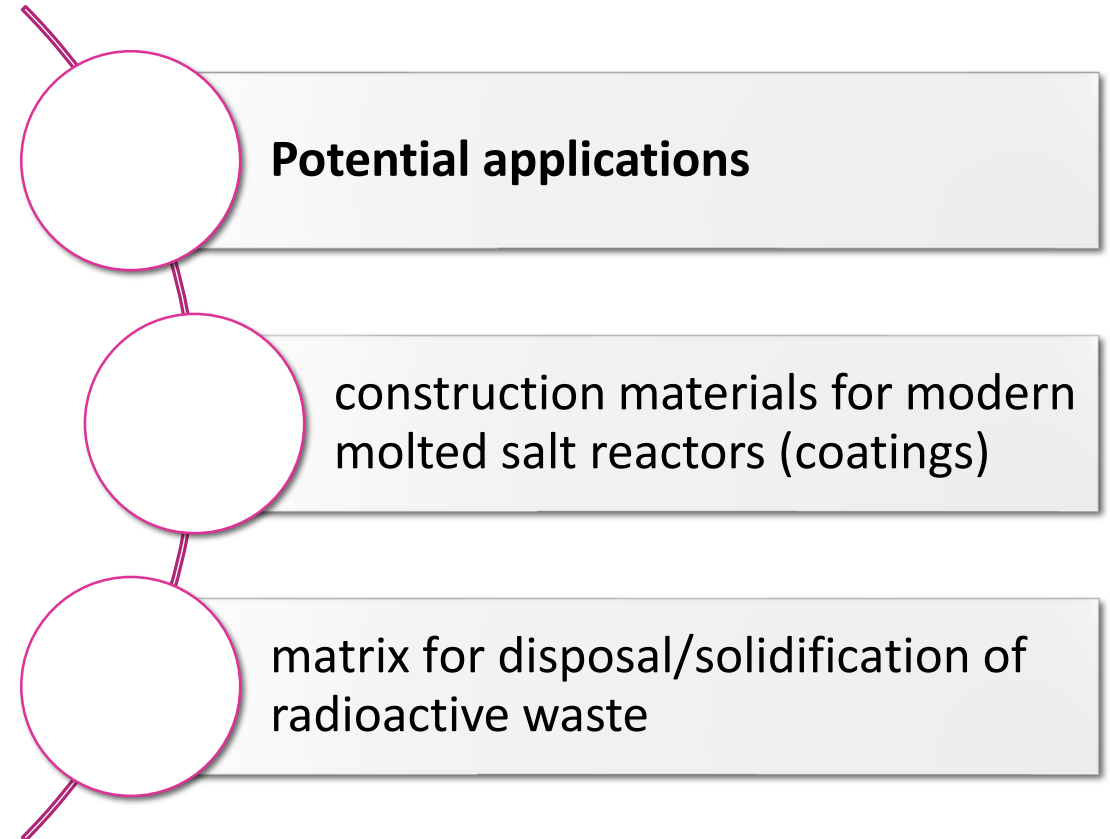 Potential applications
construction materials for modern
molted salt reactors (coatings)
matrix for disposal/solidification of
radioactive waste